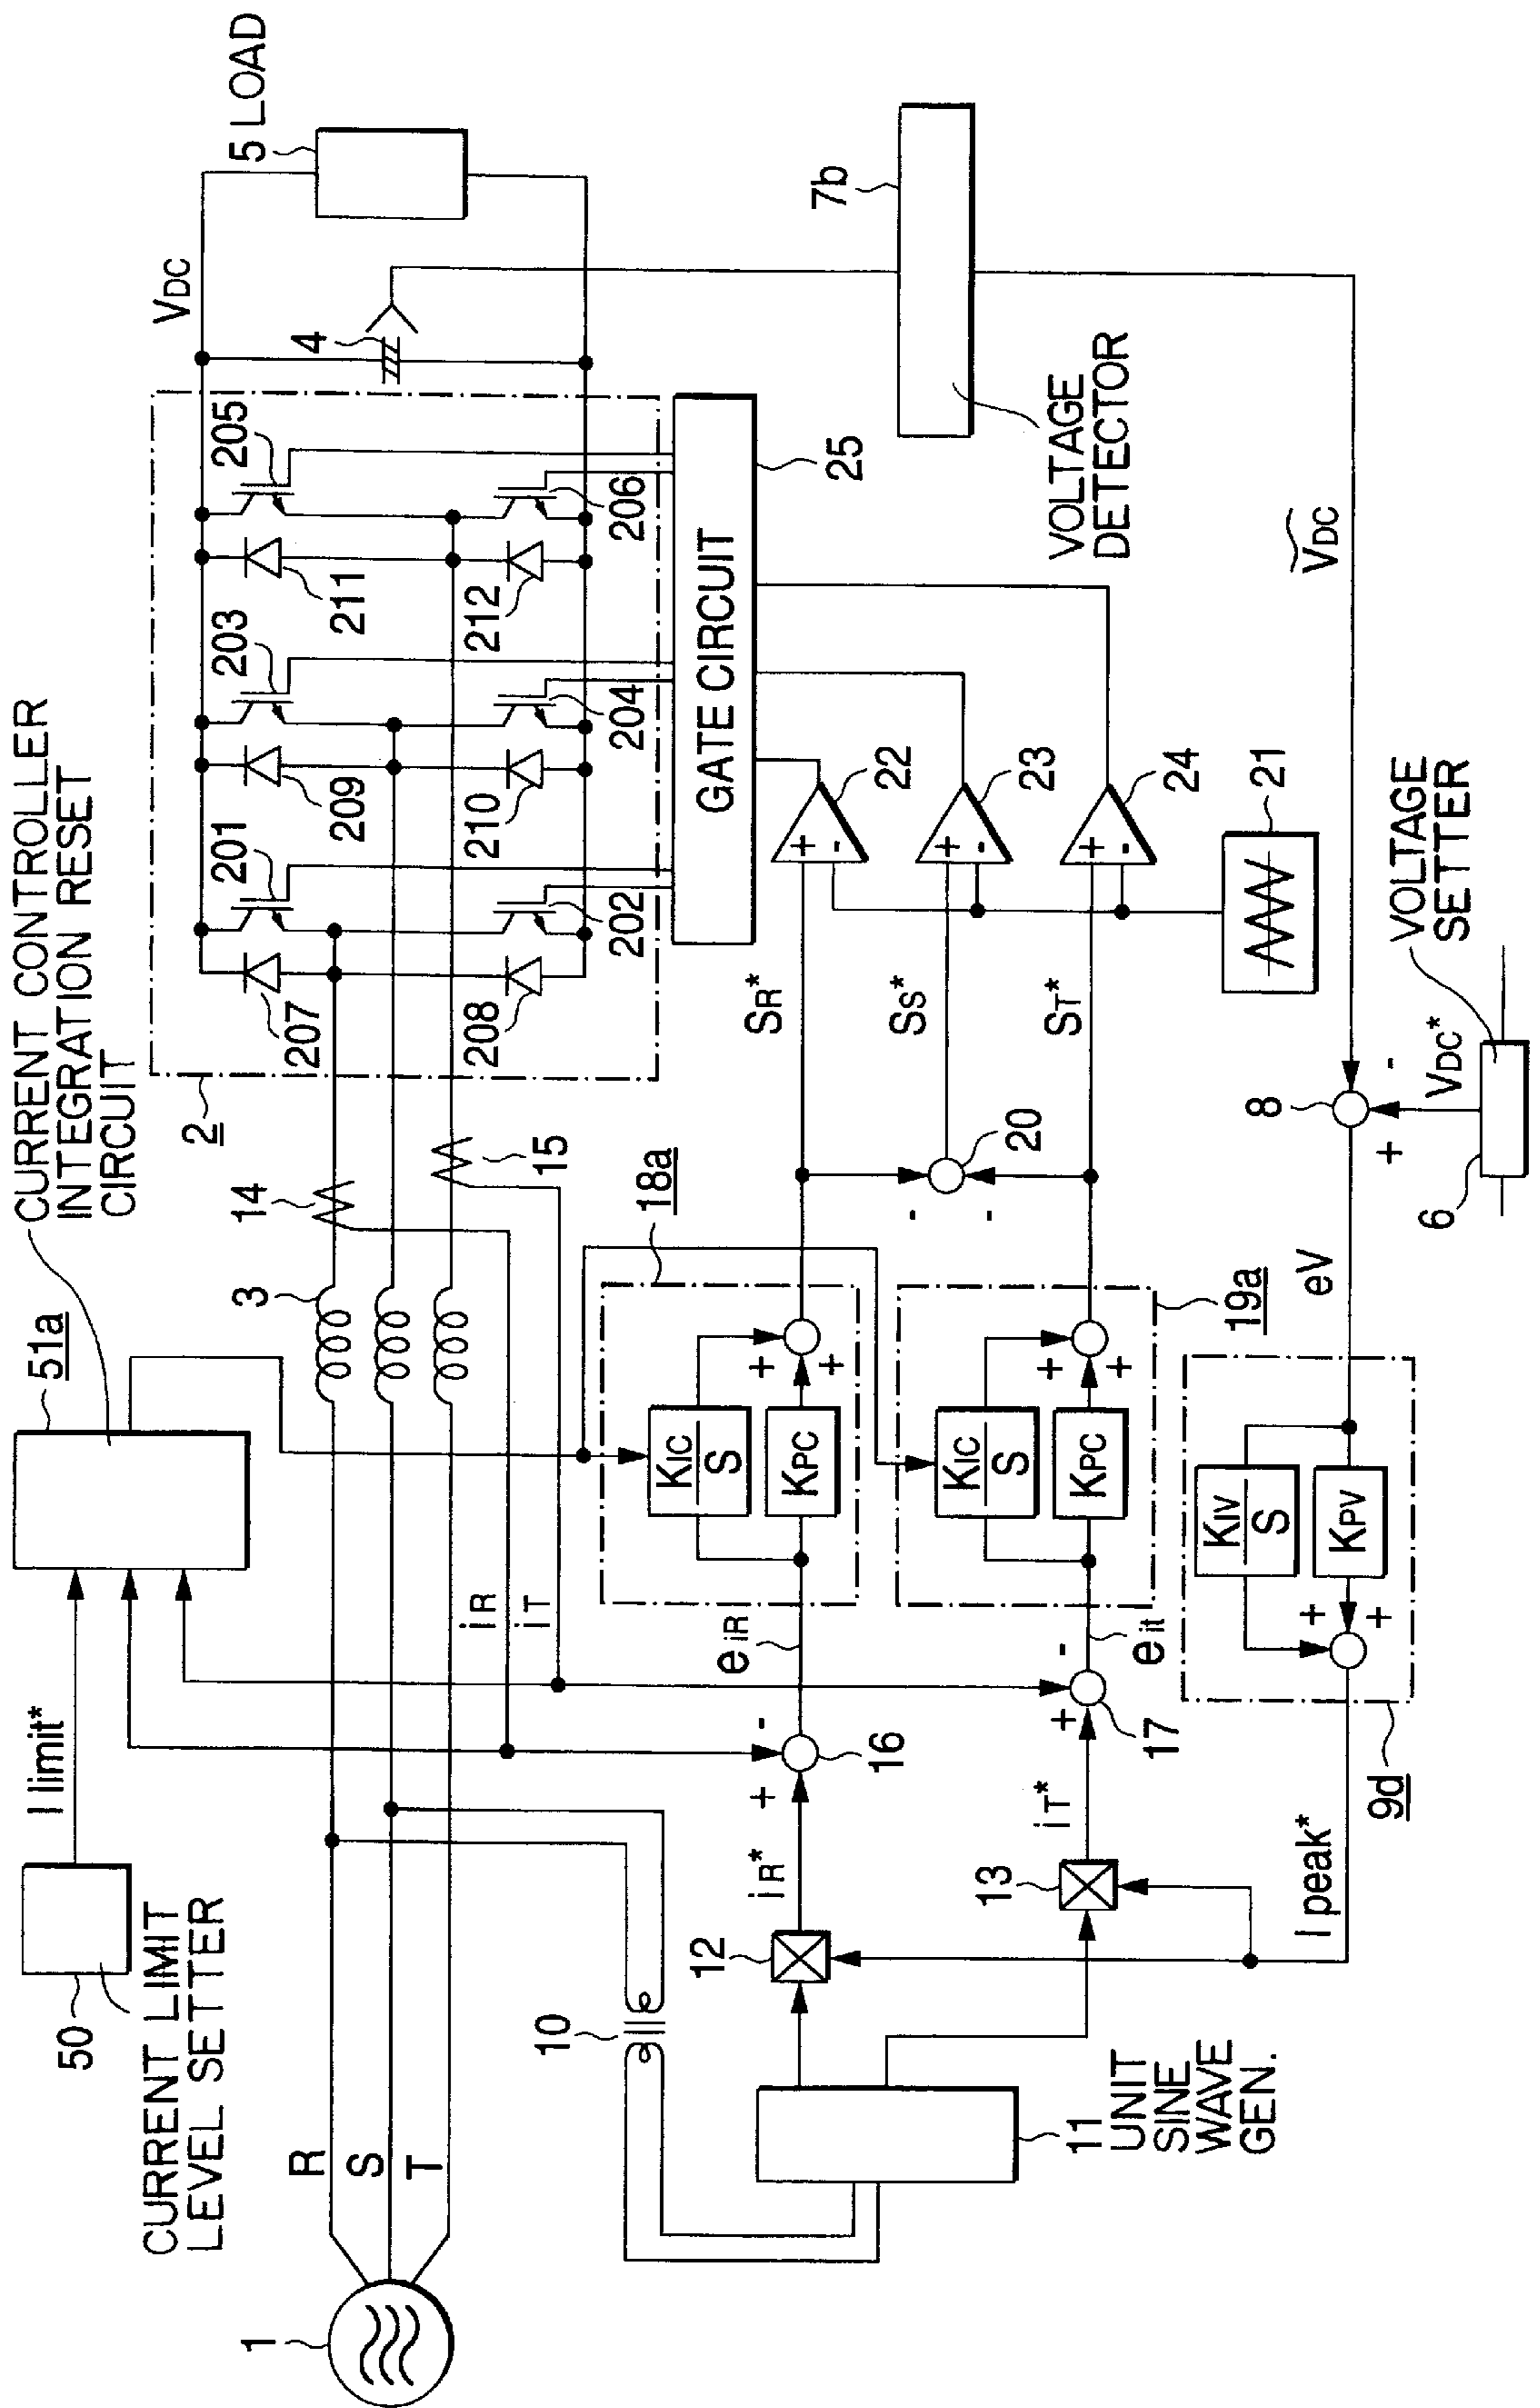 CURRENT CONTROLLER
INTEGRATION RESET
CIRCUIT
51a
I limit*
50
CURRENT LIMIT
LEVEL SETTER
1
R
S
T
3
14
15
iR
iT
2
207
208
201
202
209
210
203
204
211
212
205
206
VDC
4
5 LOAD
GATE CIRCUIT
25
7b
VOLTAGE
DETECTOR
10
11
UNIT
SINE
WAVE
GEN.
12
iR*
+
-
16
eiR
18a
KIC
S
KPC
+
+
SR*
+
-
22
-
-
20
SS*
+
-
23
13
iT*
+
-
17
eit
19a
KIC
S
KPC
+
+
ST*
+
-
24
21
I peak*
9d
KIV
S
KPV
+
+
eV
8
+
-
VDC
VDC*
6
VOLTAGE
SETTER